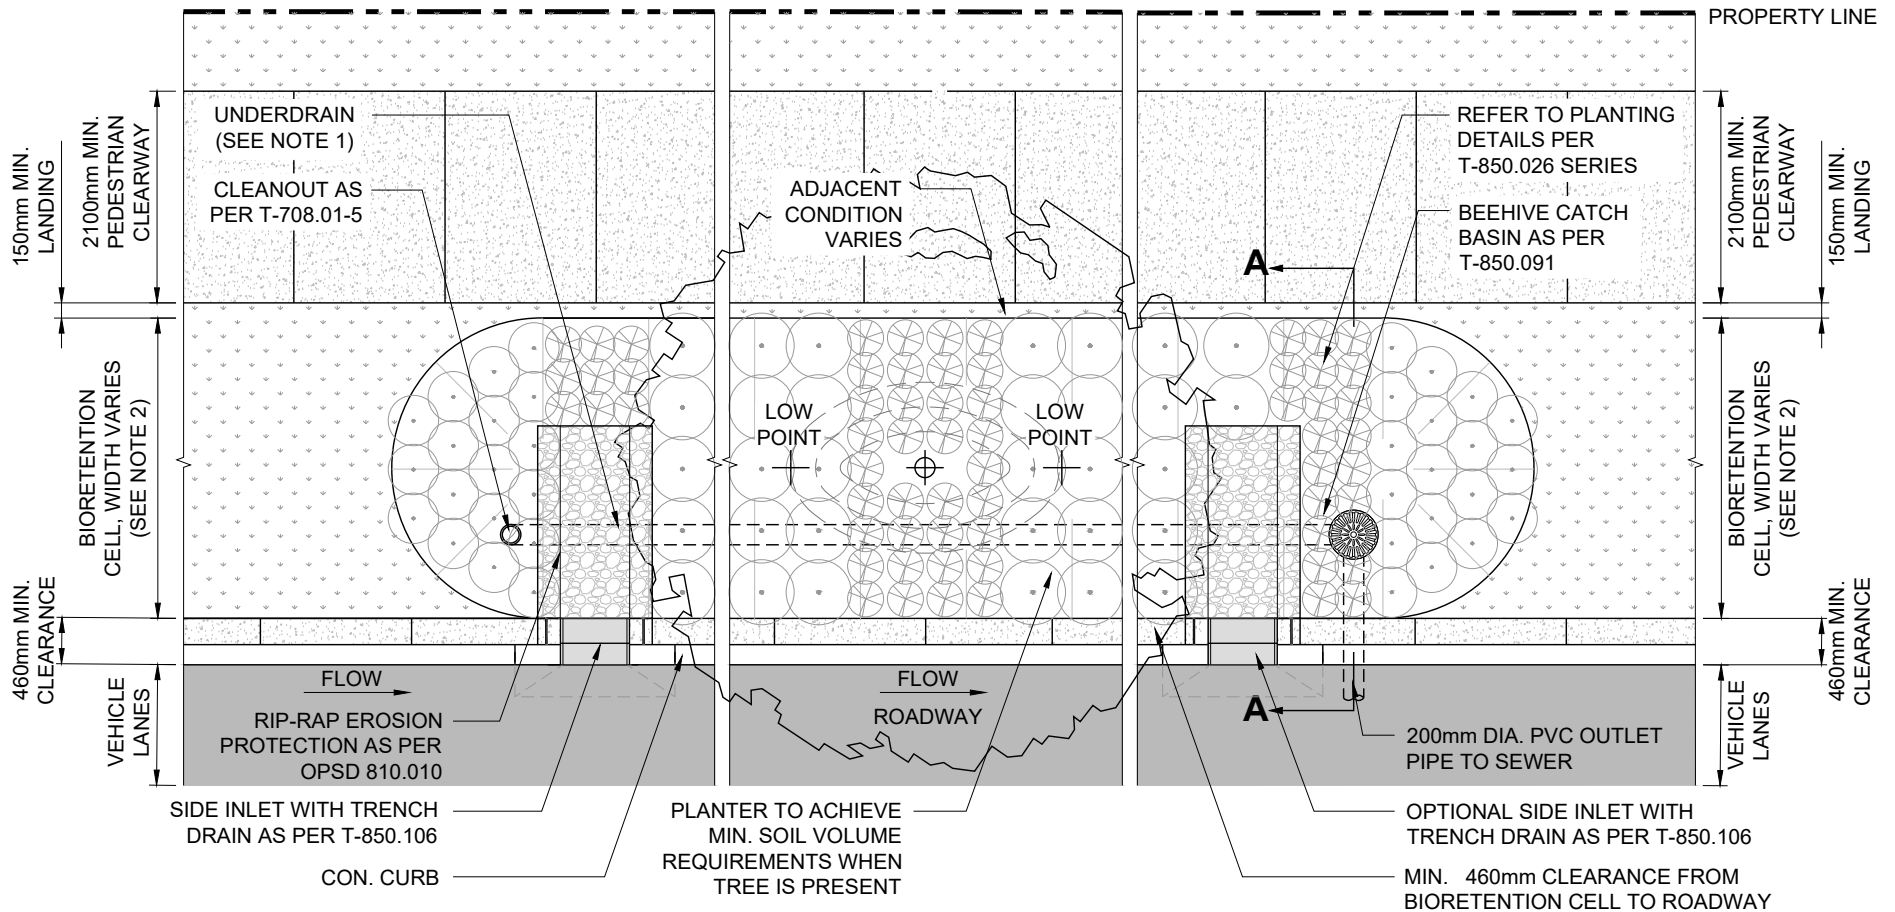 PROPERTY LINE
150mm MIN.
LANDING
2100mm MIN.
PEDESTRIAN
CLEARWAY
UNDERDRAIN
(SEE NOTE 1)
CLEANOUT AS
PER T-708.01-5
ADJACENT
CONDITION
VARIES
REFER TO PLANTING
DETAILS PER
T-850.026 SERIES
BEEHIVE CATCH
BASIN AS PER
T-850.091
A
2100mm MIN.
PEDESTRIAN
CLEARWAY
150mm MIN.
LANDING
BIORETENTION
CELL, WIDTH VARIES
(SEE NOTE 2)
LOW
POINT
LOW
POINT
BIORETENTION
CELL, WIDTH VARIES
(SEE NOTE 2)
460mm MIN.
CLEARANCE
VEHICLE
LANES
FLOW
FLOW
ROADWAY
A
460mm MIN.
CLEARANCE
VEHICLE
LANES
RIP-RAP EROSION
PROTECTION AS PER
OPSD 810.010
200mm DIA. PVC OUTLET
PIPE TO SEWER
SIDE INLET WITH TRENCH
DRAIN AS PER T-850.106
CON. CURB
PLANTER TO ACHIEVE
MIN. SOIL VOLUME
REQUIREMENTS WHEN
TREE IS PRESENT
OPTIONAL SIDE INLET WITH
TRENCH DRAIN AS PER T-850.106
MIN. 460mm CLEARANCE FROM
BIORETENTION CELL TO ROADWAY